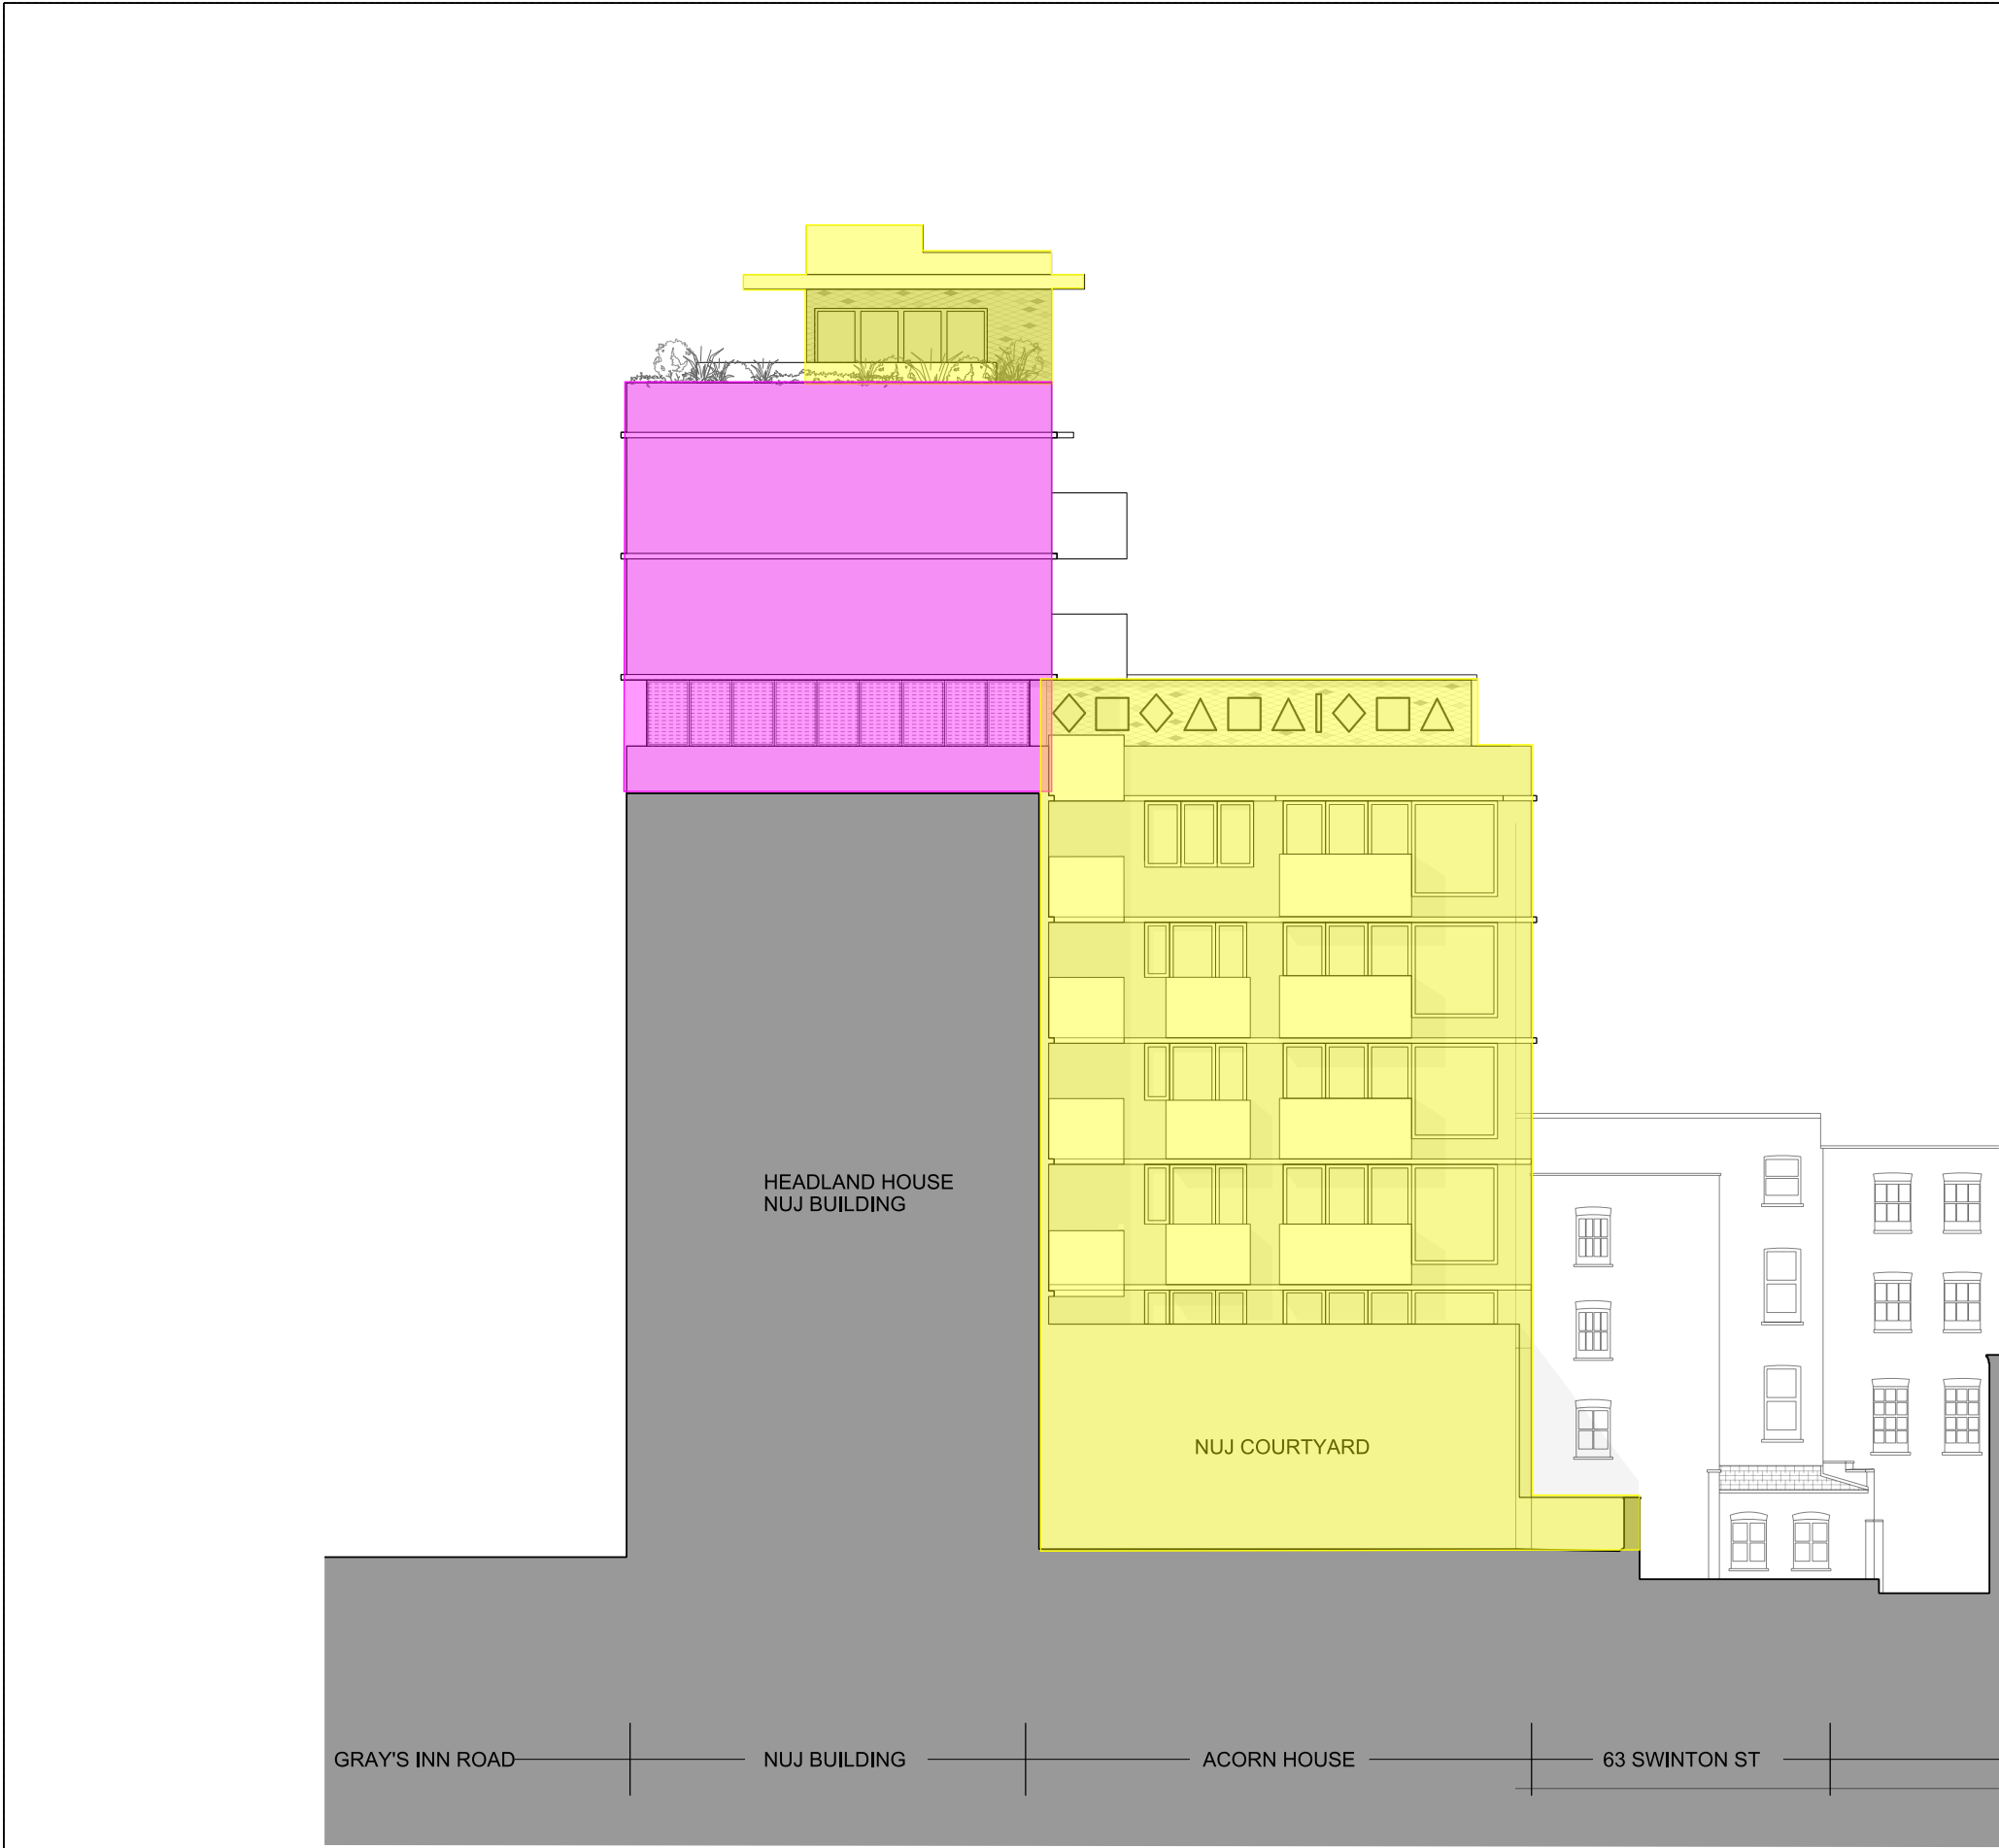 HEADLAND HOUSE
NUJ BUILDING
NUJ COURTYARD
GRAY'S INN ROAD
NUJ BUILDING
ACORN HOUSE
63 SWINTON ST